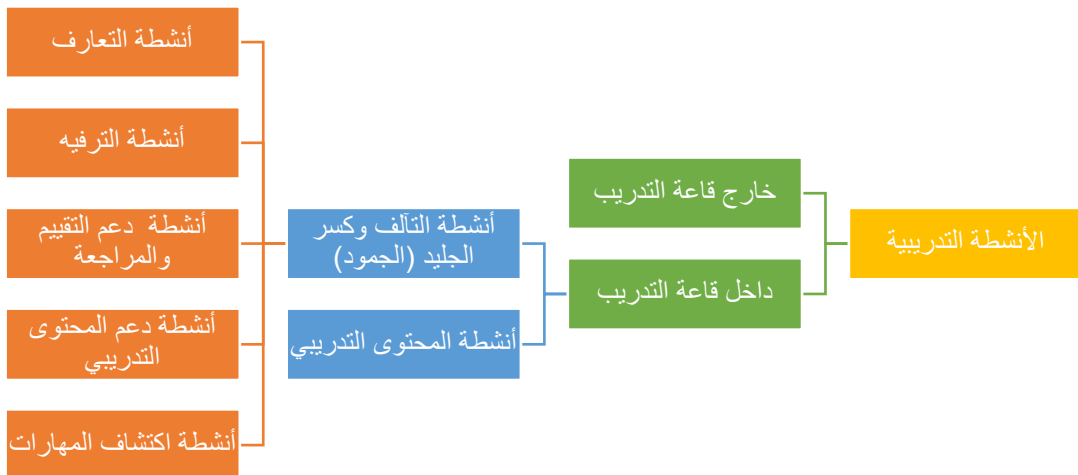 الأنشطة التدريبية
خارج قاعة التدريب
داخل قاعة التدريب
أنشطة التآلف وكسر
الجليد (الجمود)
أنشطة المحتوى التدريبي
أنشطة التعارف
أنشطة الترفيه
أنشطة دعم التقييم
والمراجعة
أنشطة دعم المحتوى
التدريبي
أنشطة اكتشاف المهارات